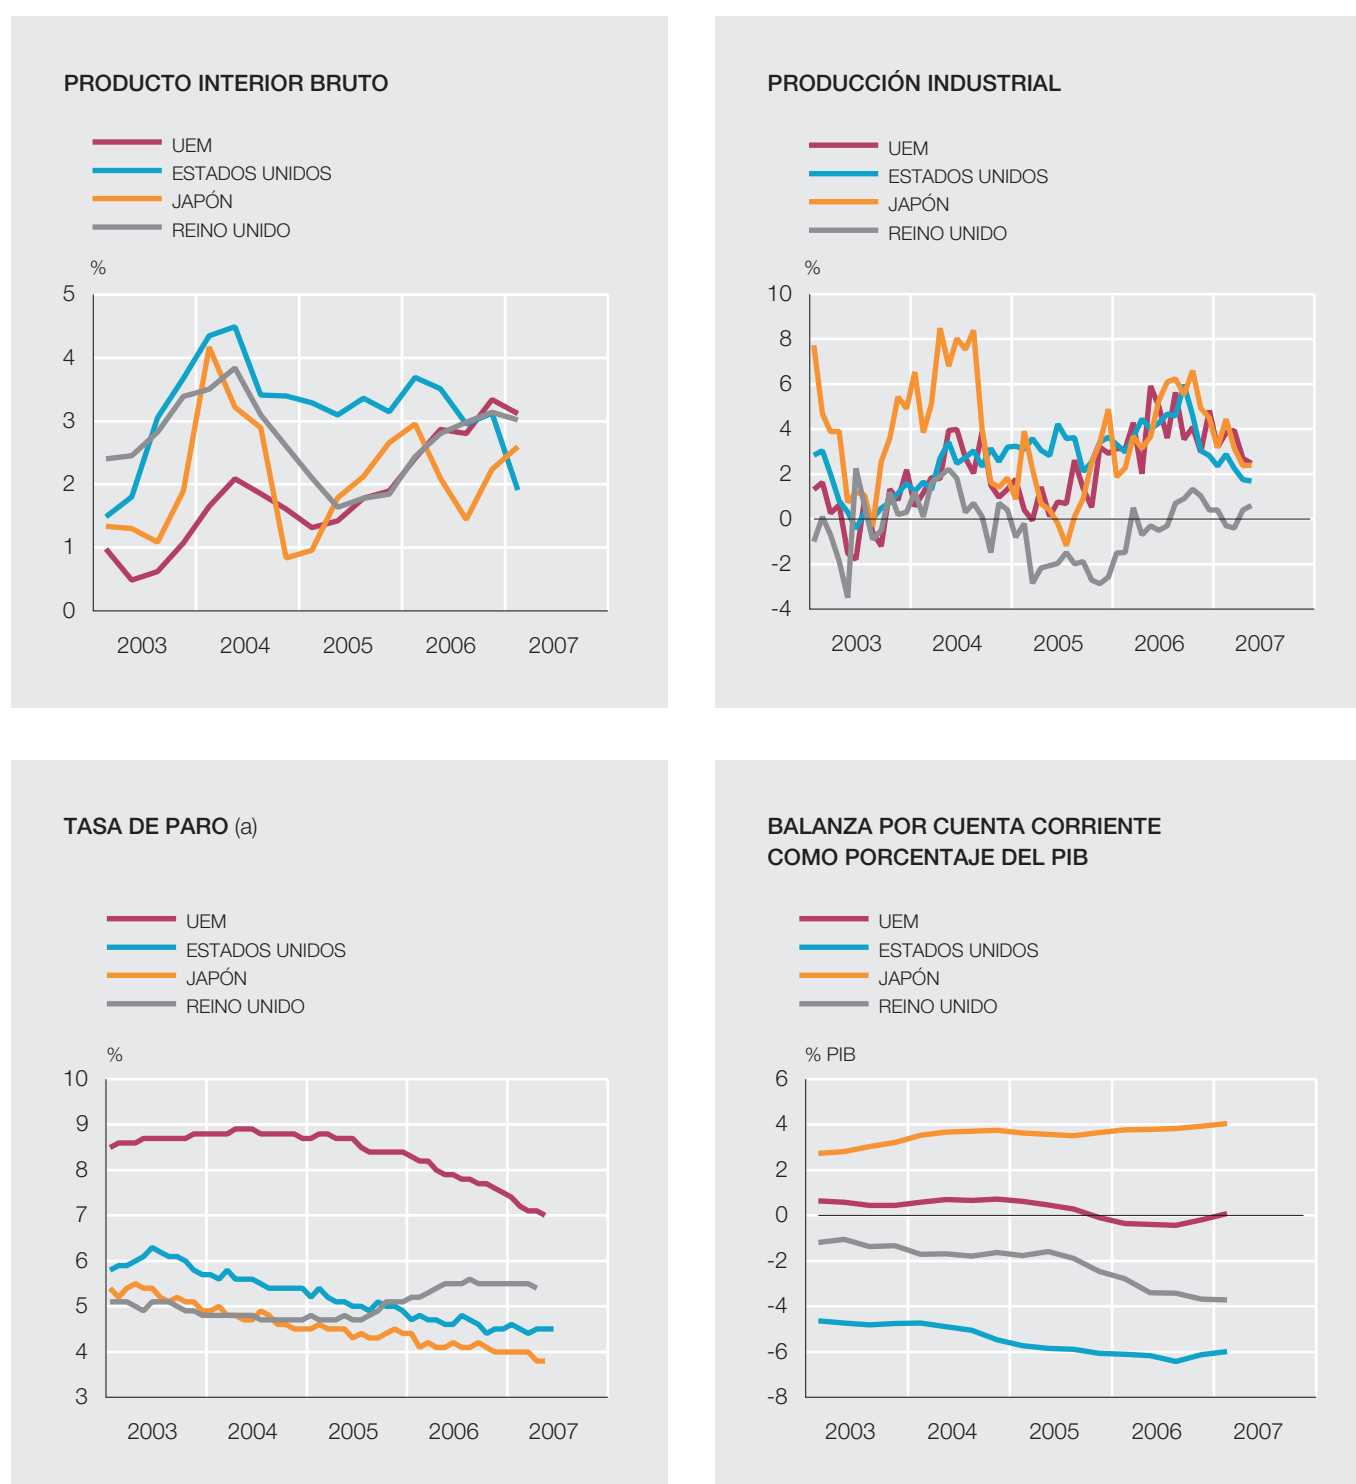 PRODUCTO INTERIOR BRUTO
UEM
ESTADOS UNIDOS
JAPÓN
REINO UNIDO
%
5
4
3
2
1
0
2003 2004 2005 2006 2007
PRODUCCIÓN INDUSTRIAL
UEM
ESTADOS UNIDOS
JAPÓN
REINO UNIDO
%
10
8
6
4
2
0
-2
-4
2003 2004 2005 2006 2007
TASA DE PARO (a)
UEM
ESTADOS UNIDOS
JAPÓN
REINO UNIDO
%
10
9
8
7
6
5
4
3
2003 2004 2005 2006 2007
BALANZA POR CUENTA CORRIENTE
COMO PORCENTAJE DEL PIB
UEM
ESTADOS UNIDOS
JAPÓN
REINO UNIDO
% PIB
6
4
2
0
-2
-4
-6
-8
2003 2004 2005 2006 2007